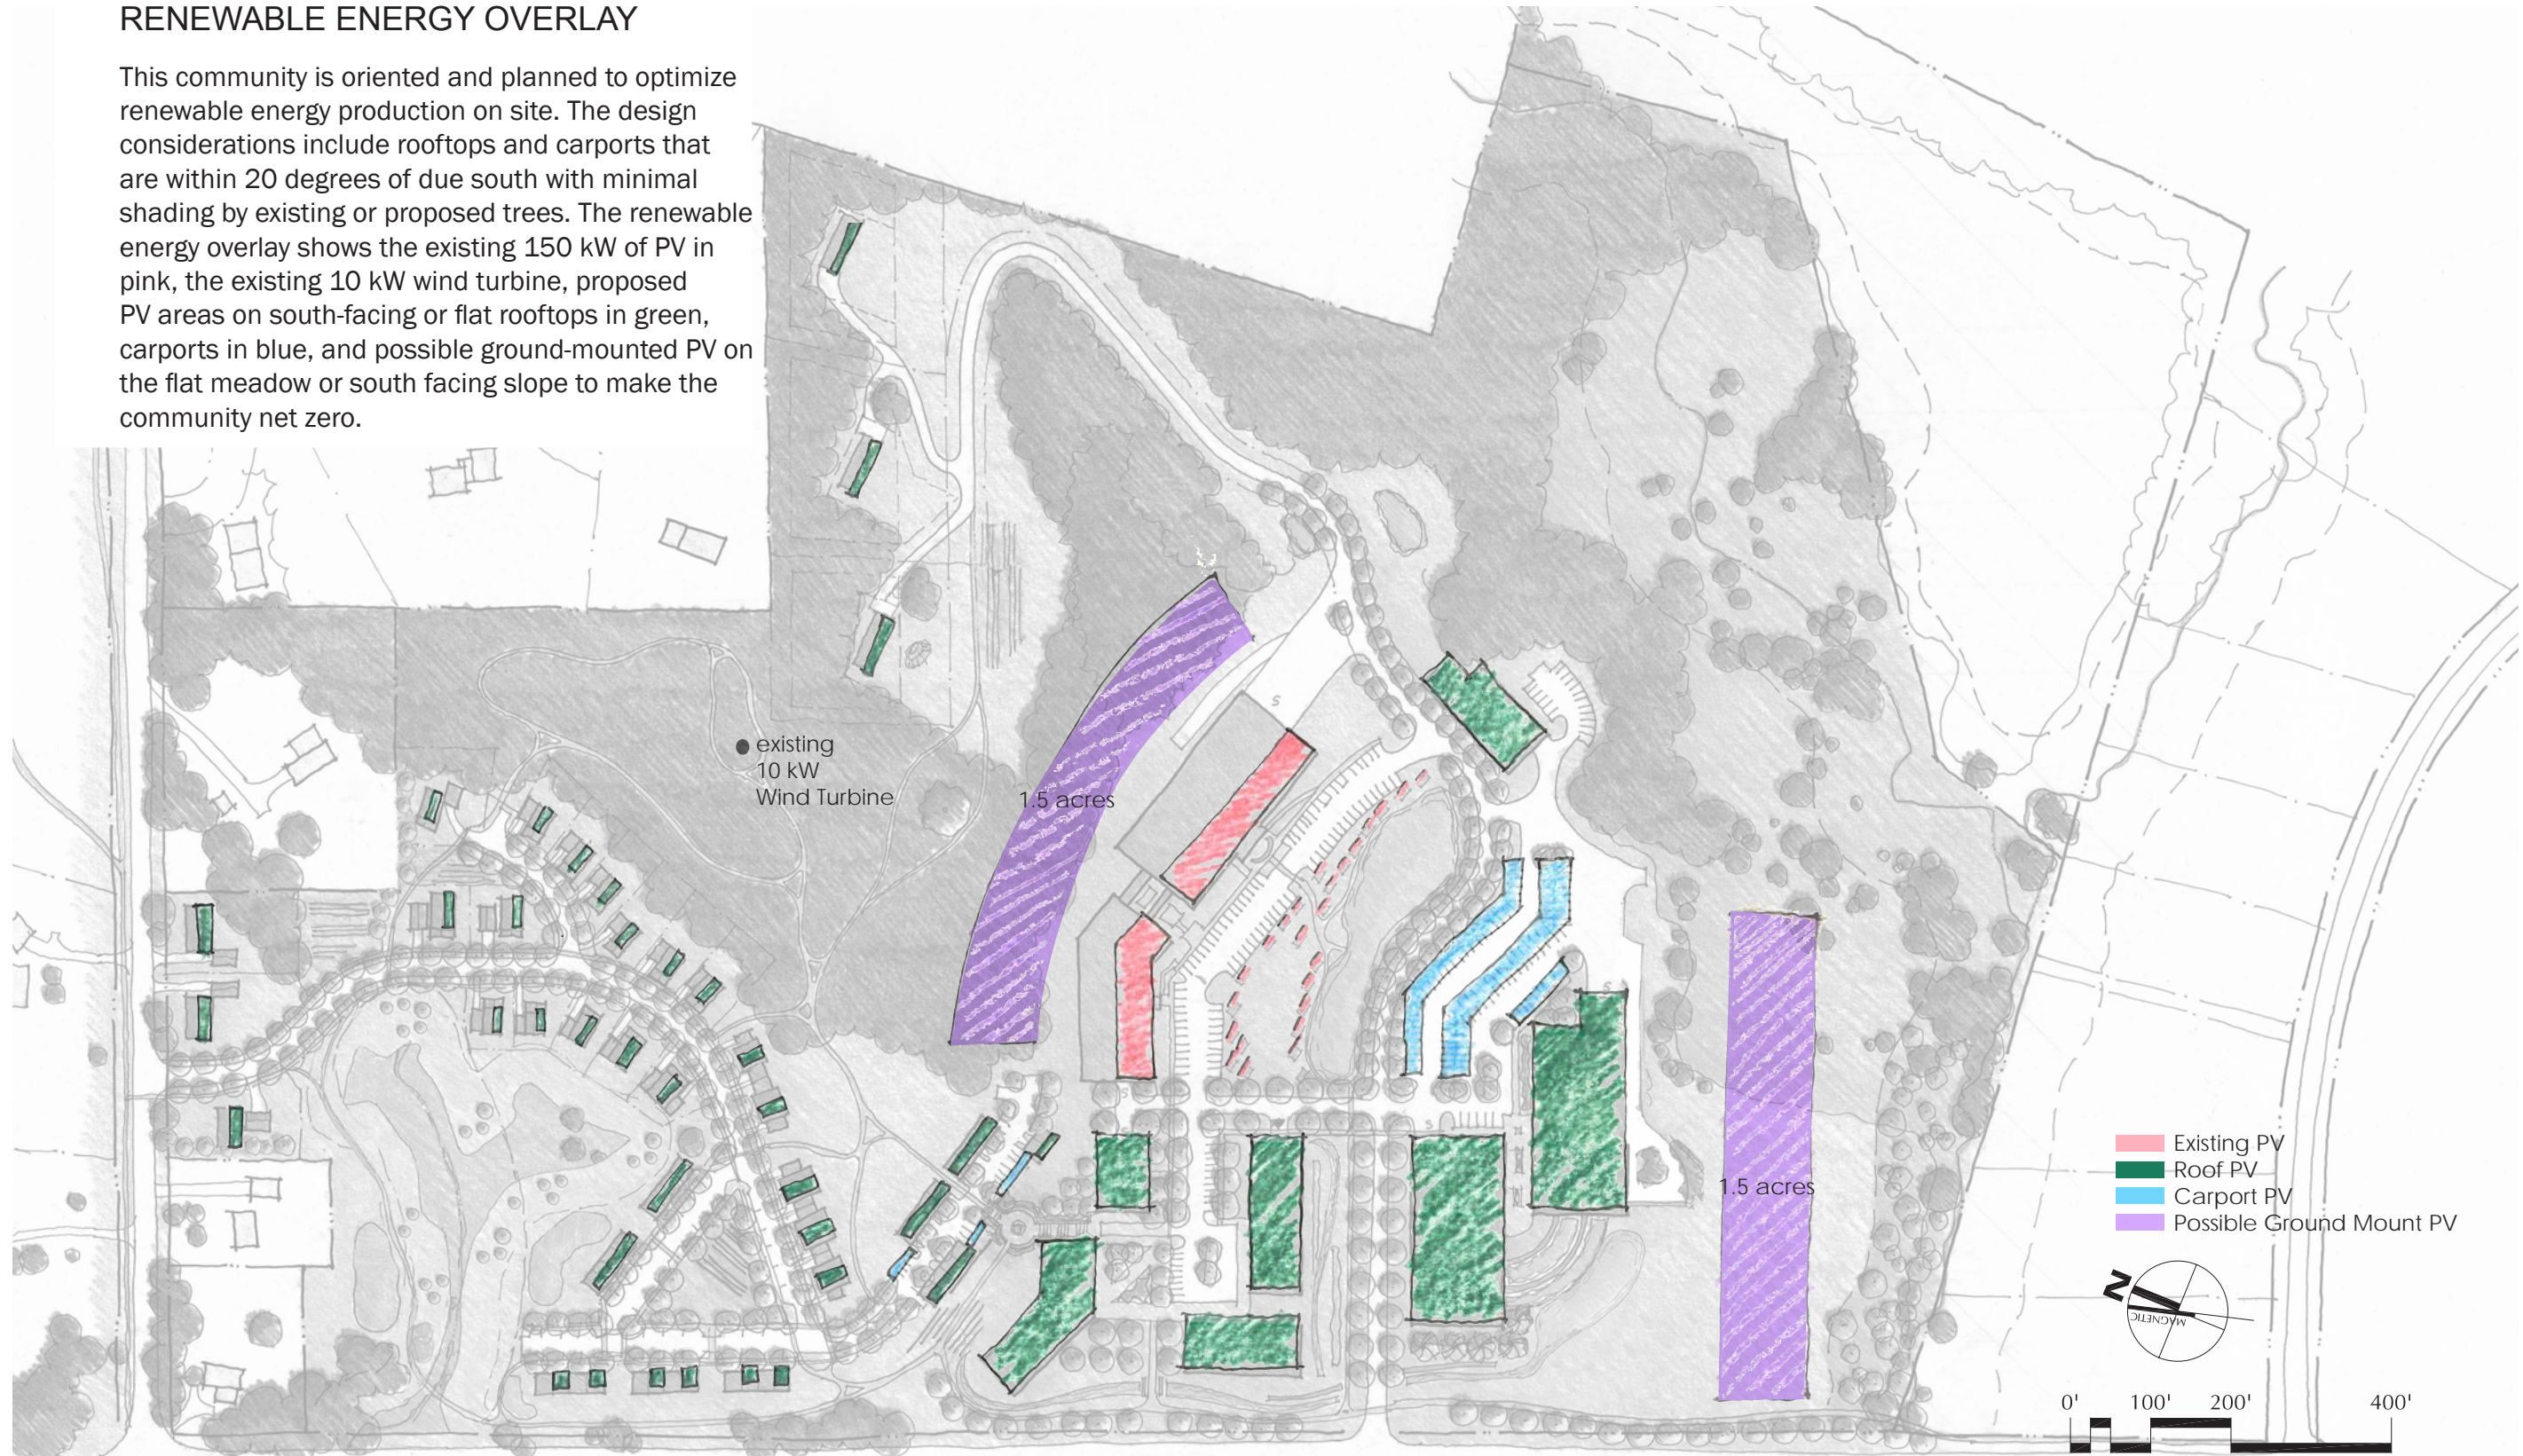 RENEWABLE ENERGY OVERLAY
This community is oriented and planned to optimize
renewable energy production on site. The design
considerations include rooftops and carports that
are within 20 degrees of due south with minimal
shading by existing or proposed trees. The renewable
energy overlay shows the existing 150 kW of PV in
pink, the existing 10 kW wind turbine, proposed
PV areas on south-facing or flat rooftops in green,
carports in blue, and possible ground-mounted PV on
the flat meadow or south facing slope to make the
community net zero.
S
existing
10 kW
Wind Turbine
1.5 acres
S
S
S
S
1.5 acres
Existing PV
Roof PV
Carport PV
Possible Ground Mount PV
N
MAGNETIC
0' 100' 200' 400'